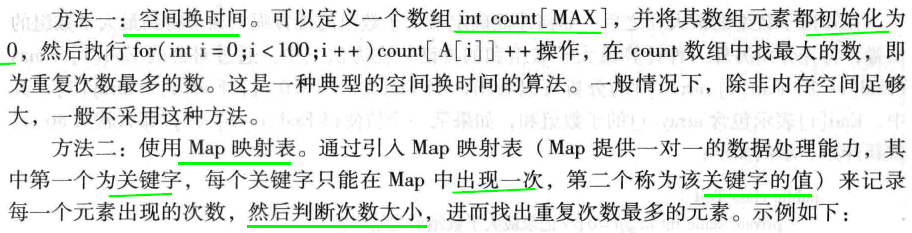 方法一：空间换时间。可以定义一个数组 int count[MAX]，并将其数组元素都初始化为
0，然后执行 for(int i=0;i<100;i++)count[A[i]]++操作，在 count 数组中找最大的数，即
为重复次数最多的数。这是一种典型的空间换时间的算法。一般情况下，除非内存空间足够
大，一般不采用这种方法。
方法二：使用 Map 映射表。通过引入 Map 映射表（Map 提供一对一的数据处理能力，其
中第一个为关键字，每个关键字只能在 Map 中出现一次，第二个称为该关键字的值）来记录
每一个元素出现的次数，然后判断次数大小，进而找出重复次数最多的元素。示例如下：